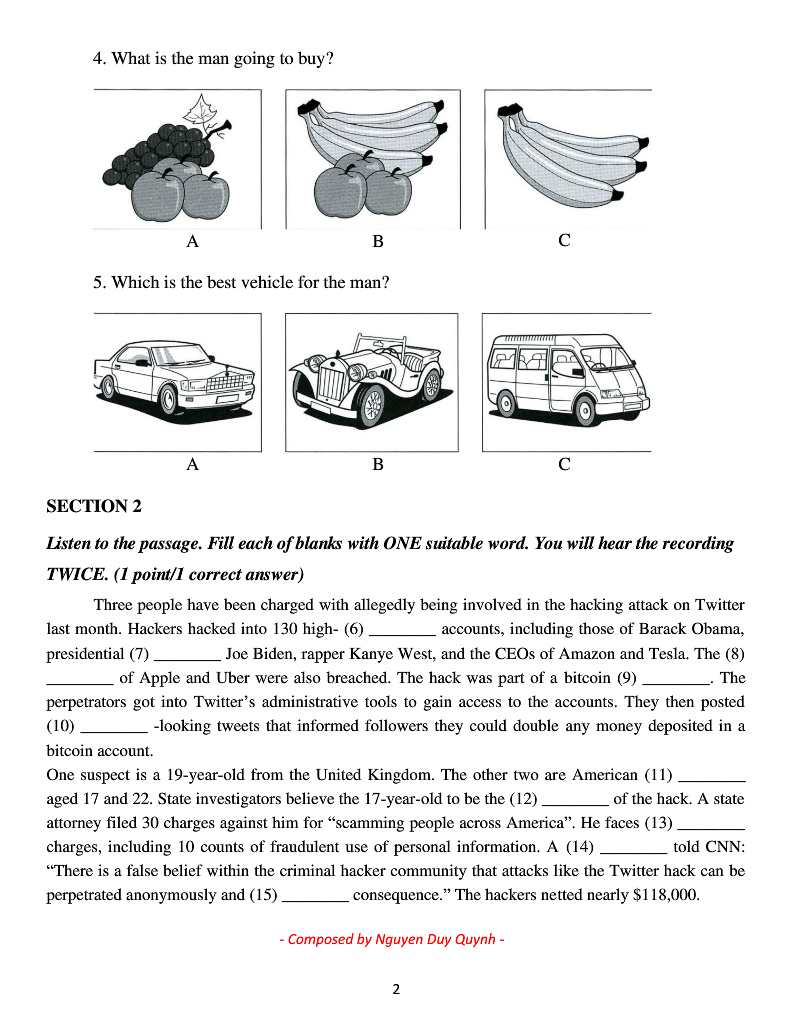 4. What is the man going to buy?
A
B
C
5. Which is the best vehicle for the man?
A
B
C
SECTION 2
Listen to the passage. Fill each of blanks with ONE suitable word. You will hear the recording
TWICE. (1 point/1 correct answer)
Three people have been charged with allegedly being involved in the hacking attack on Twitter
last month. Hackers hacked into 130 high- (6) ________ accounts, including those of Barack Obama,
presidential (7) ________ Joe Biden, rapper Kanye West, and the CEOs of Amazon and Tesla. The (8)
________ of Apple and Uber were also breached. The hack was part of a bitcoin (9) ________. The
perpetrators got into Twitter’s administrative tools to gain access to the accounts. They then posted
(10) ________ -looking tweets that informed followers they could double any money deposited in a
bitcoin account.
One suspect is a 19-year-old from the United Kingdom. The other two are American (11) ________
aged 17 and 22. State investigators believe the 17-year-old to be the (12) ________ of the hack. A state
attorney filed 30 charges against him for “scamming people across America”. He faces (13) ________
charges, including 10 counts of fraudulent use of personal information. A (14) ________ told CNN:
“There is a false belief within the criminal hacker community that attacks like the Twitter hack can be
perpetrated anonymously and (15) ________ consequence.” The hackers netted nearly $118,000.
- Composed by Nguyen Duy Quynh -
2